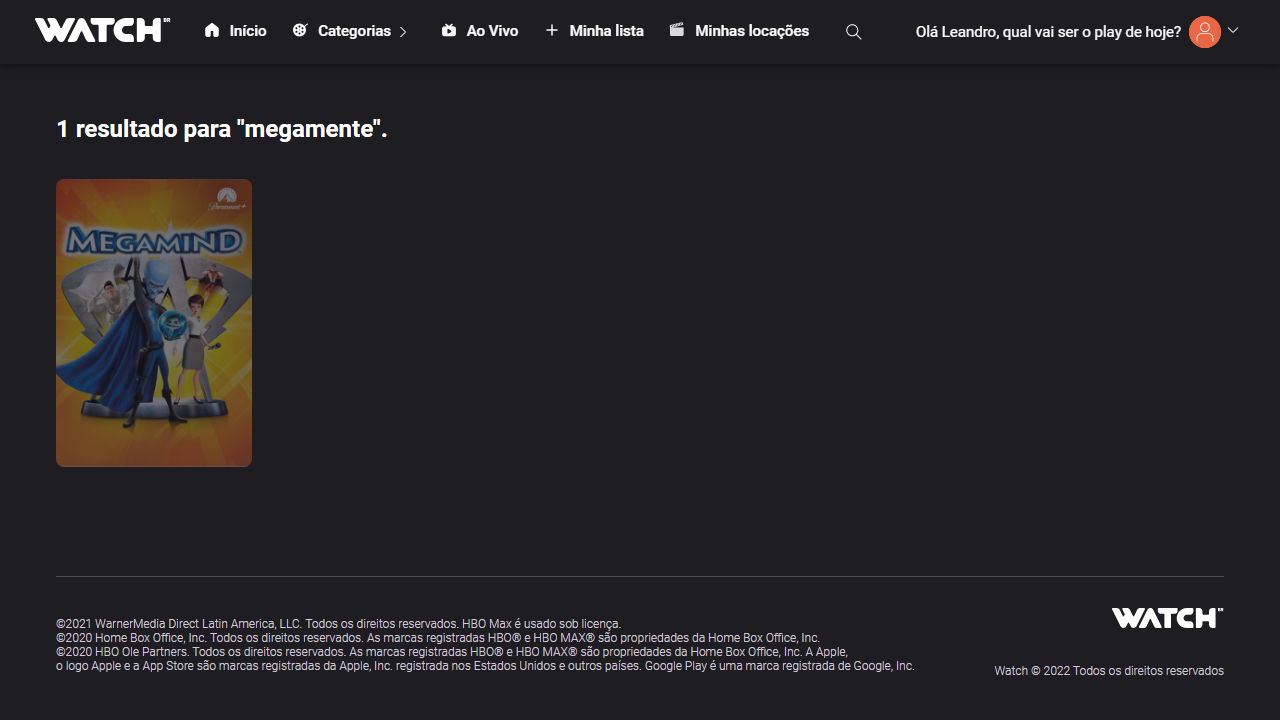 WATCH BR
Início
Categorias
Ao Vivo
Minha lista
Minhas locações
Olá Leandro, qual vai ser o play de hoje?
1 resultado para "megamente".
Paramount+
MEGAMIND
©2021 WarnerMedia Direct Latin America, LLC. Todos os direitos reservados. HBO Max é usado sob licença.
©2020 Home Box Office, Inc. Todos os direitos reservados. As marcas registradas HBO® e HBO MAX® são propriedades da Home Box Office, Inc.
©2020 HBO Ole Partners. Todos os direitos reservados. As marcas registradas HBO® e HBO MAX® são propriedades da Home Box Office, Inc. A Apple,
o logo Apple e a App Store são marcas registradas da Apple, Inc. registrada nos Estados Unidos e outros países. Google Play é uma marca registrada de Google, Inc.
WATCH BR
Watch © 2022 Todos os direitos reservados